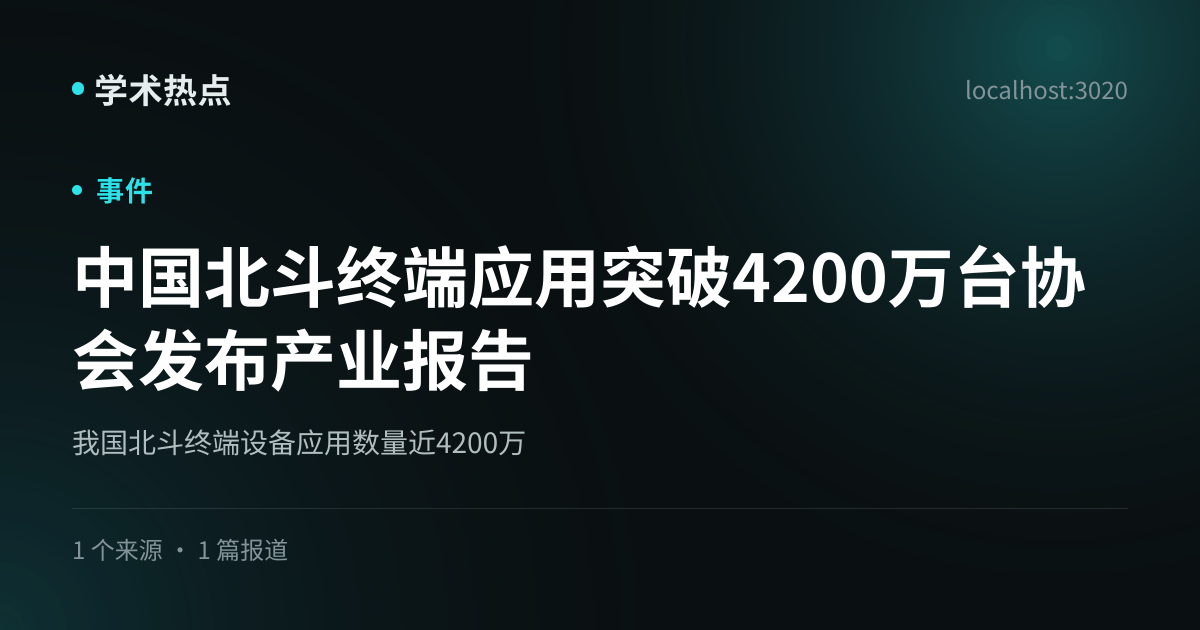 学术热点
localhost:3020
事件
中国北斗终端应用突破4200万台协
会发布产业报告
我国北斗终端设备应用数量近4200万
1 个来源 · 1 篇报道